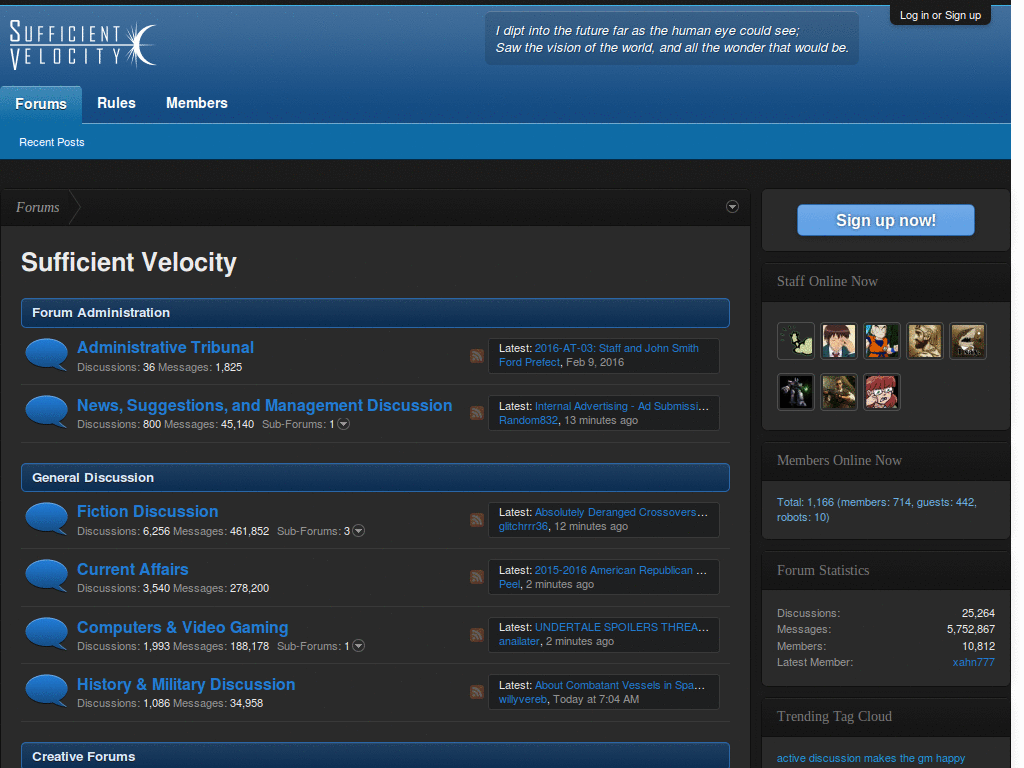 Log in or Sign up
SUFFICIENT
VELOCITY
I dipt into the future far as the human eye could see;
Saw the vision of the world, and all the wonder that would be.
Forums
Rules
Members
Recent Posts
Forums
Sufficient Velocity
Forum Administration
Administrative Tribunal
Discussions: 36 Messages: 1,825
Latest: 2016-AT-03: Staff and John Smith
Ford Prefect, Feb 9, 2016
News, Suggestions, and Management Discussion
Discussions: 800 Messages: 45,140 Sub-Forums: 1
Latest: Internal Advertising - Ad Submissi...
Random832, 13 minutes ago
General Discussion
Fiction Discussion
Discussions: 6,256 Messages: 461,852 Sub-Forums: 3
Latest: Absolutely Deranged Crossovers...
glitchrrr36, 12 minutes ago
Current Affairs
Discussions: 3,540 Messages: 278,200
Latest: 2015-2016 American Republican ...
Peel, 2 minutes ago
Computers & Video Gaming
Discussions: 1,993 Messages: 188,178 Sub-Forums: 1
Latest: UNDERTALE SPOILERS THREA...
anailater, 2 minutes ago
History & Military Discussion
Discussions: 1,086 Messages: 34,958
Latest: About Combatant Vessels in Spa...
willyvereb, Today at 7:04 AM
Creative Forums
Sign up now!
Staff Online Now
Members Online Now
Total: 1,166 (members: 714, guests: 442,
robots: 10)
Forum Statistics
Discussions: 25,264
Messages: 5,752,867
Members: 10,812
Latest Member: xahn777
Trending Tag Cloud
active discussion makes the gm happy